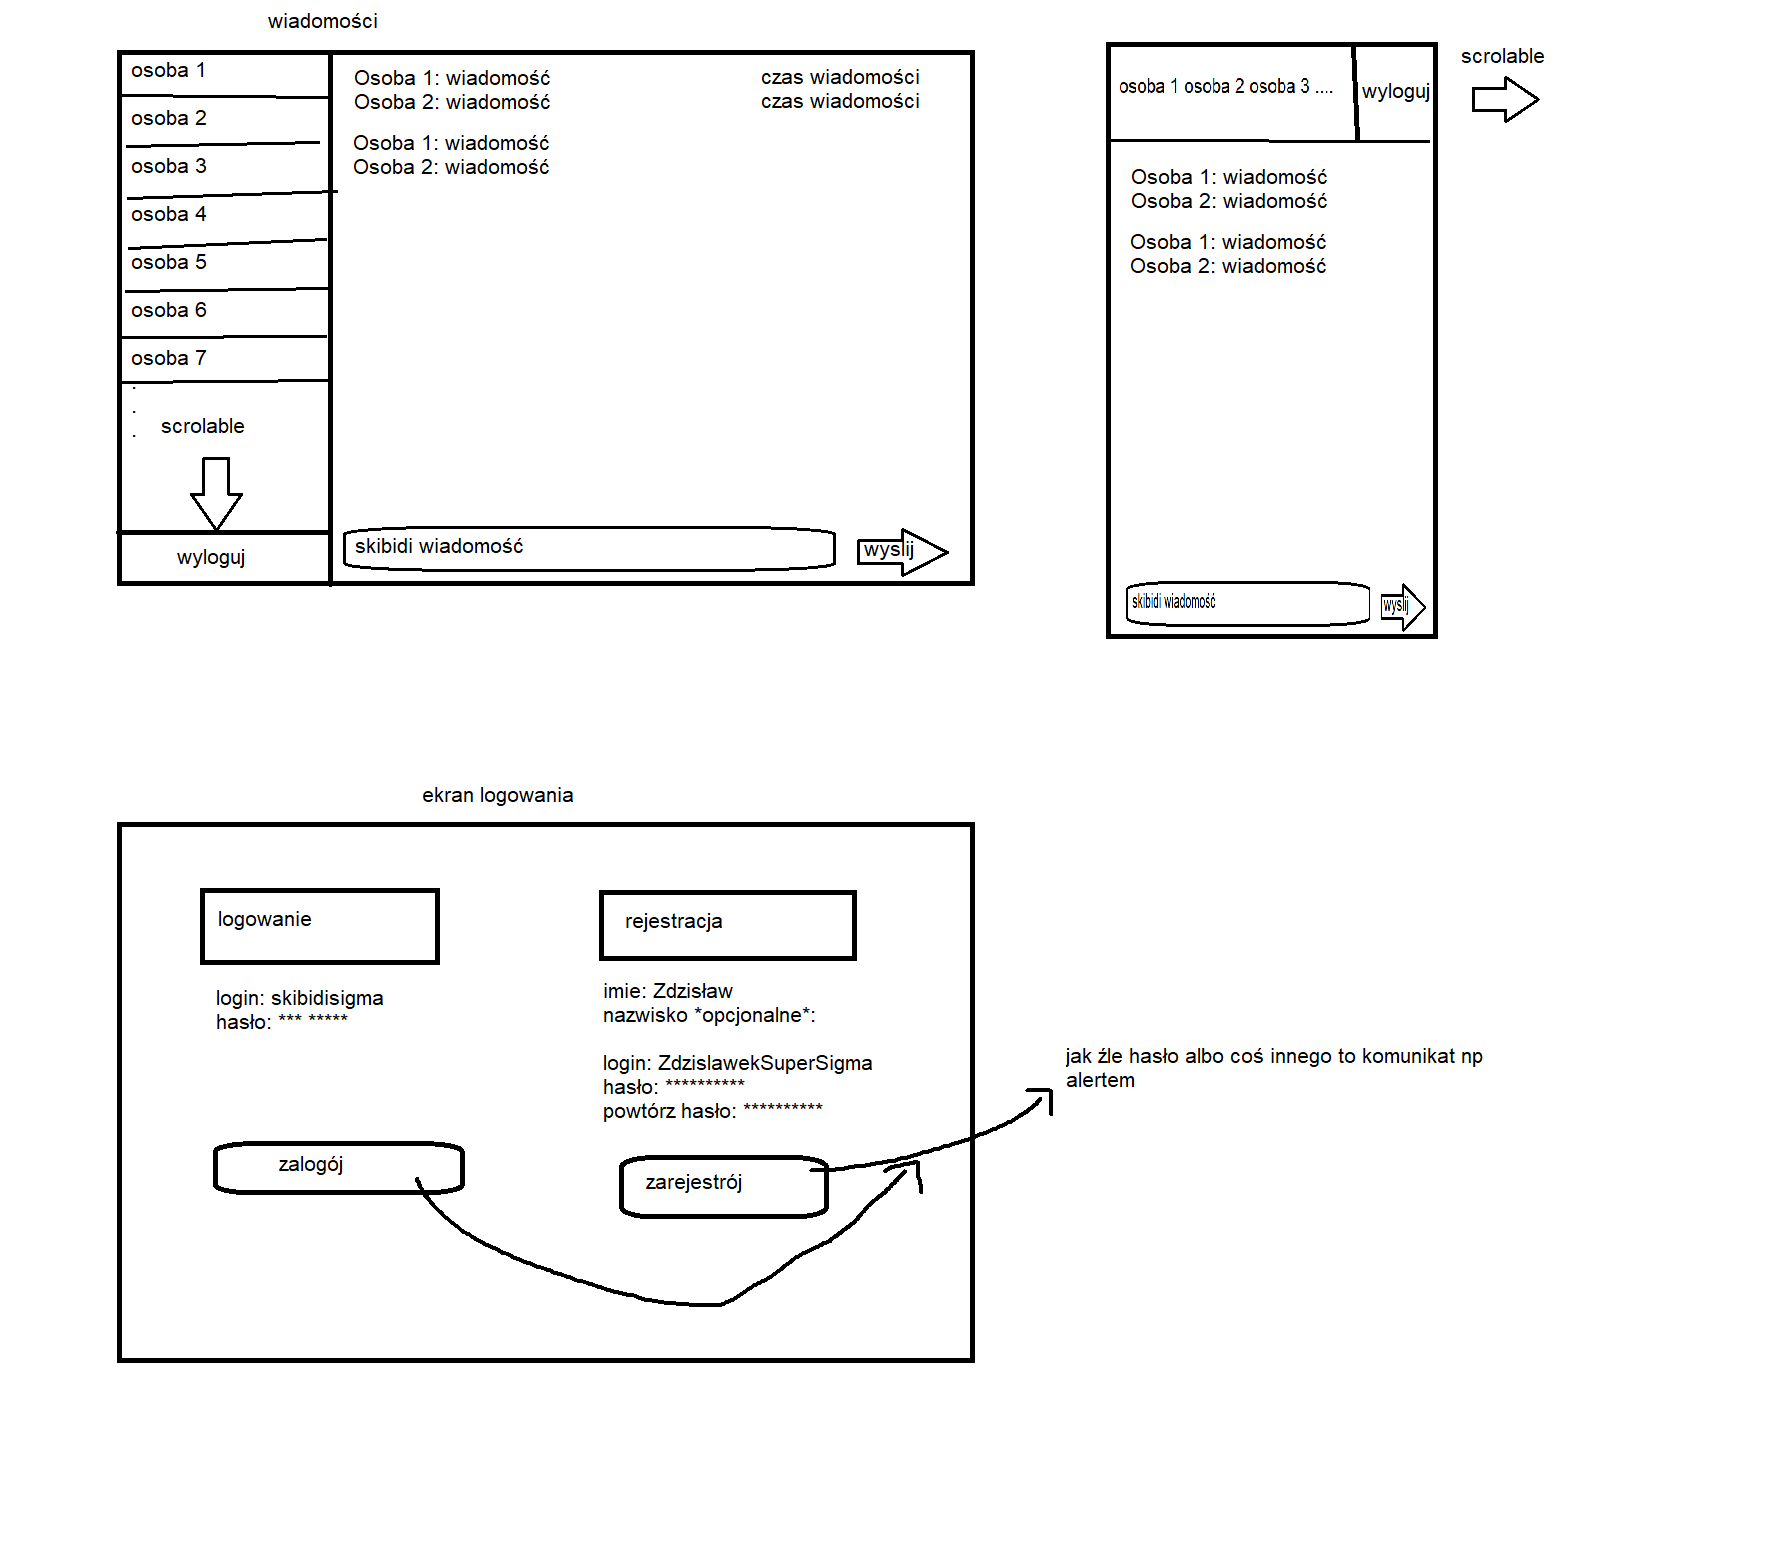 wiadomości
osoba 1
osoba 2
osoba 3
osoba 4
osoba 5
osoba 6
osoba 7
.
.
.
scrolable
wyloguj
Osoba 1: wiadomość
Osoba 2: wiadomość
czas wiadomości
czas wiadomości
Osoba 1: wiadomość
Osoba 2: wiadomość
skibidi wiadomość
wyslij
osoba 1 osoba 2 osoba 3 ....
wyloguj
scrolable
Osoba 1: wiadomość
Osoba 2: wiadomość
Osoba 1: wiadomość
Osoba 2: wiadomość
skibidi wiadomość
wyslij
ekran logowania
logowanie
login: skibidisigma
hasło: *** *****
zalogój
rejestracja
imie: Zdzisław
nazwisko *opcjonalne*:
login: ZdzislawekSuperSigma
hasło: **********
powtórz hasło: **********
zarejestrój
jak źle hasło albo coś innego to komunikat np
alertem